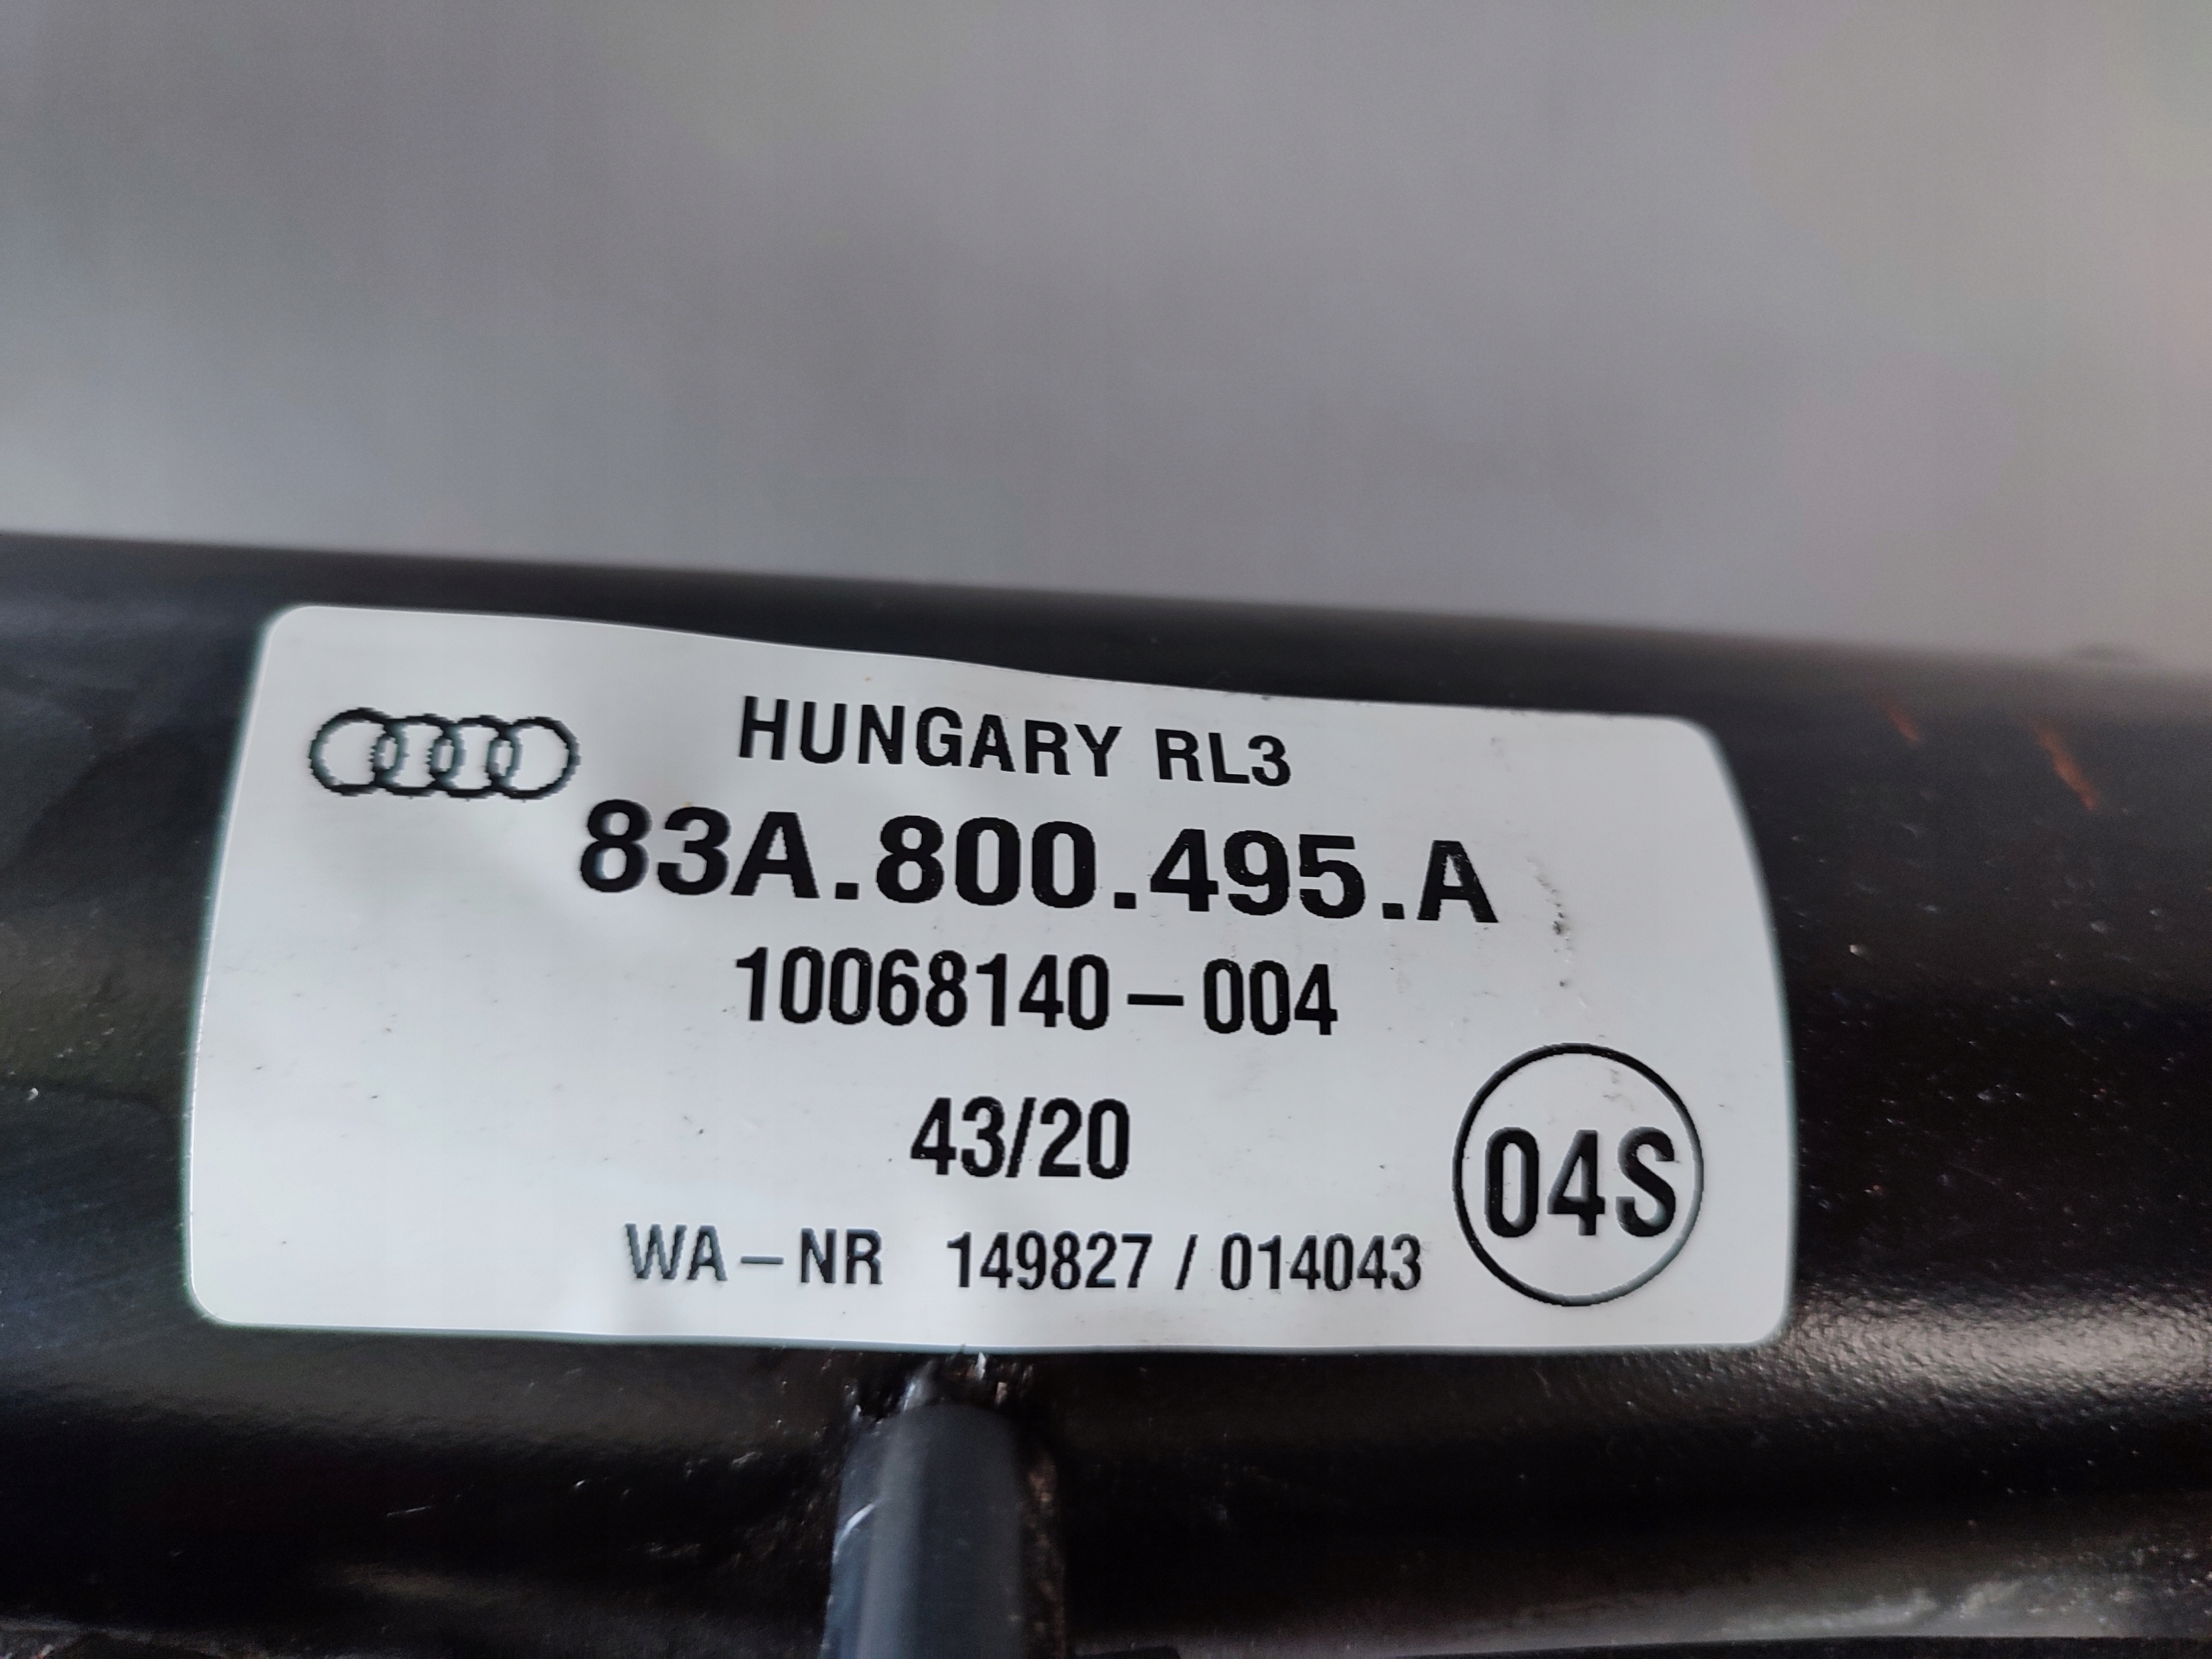 HUNGARY RL3
83A.800.495.A
10068140-004
43/20
04S
WA-NR 149827 / 014043